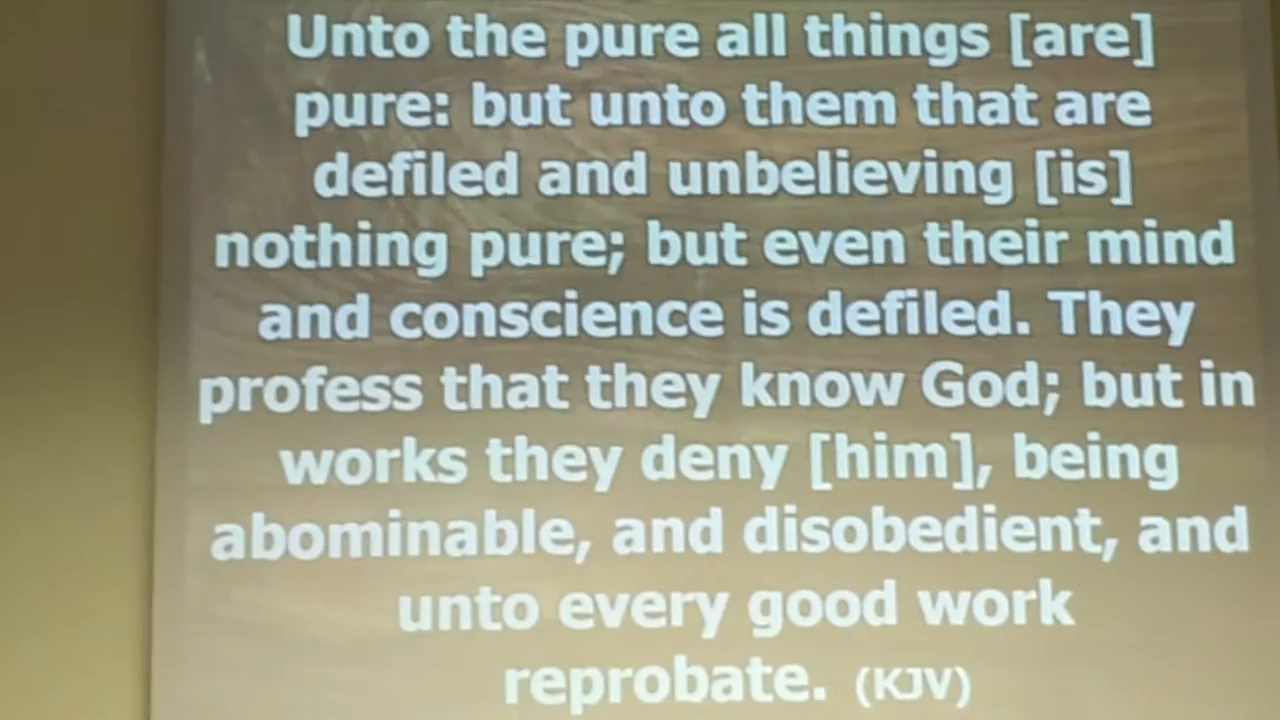 Unto the pure all things [are]
pure: but unto them that are
defiled and unbelieving [is]
nothing pure; but even their mind
and conscience is defiled. They
profess that they know God; but in
works they deny [him], being
abominable, and disobedient, and
unto every good work
reprobate. (KJV)